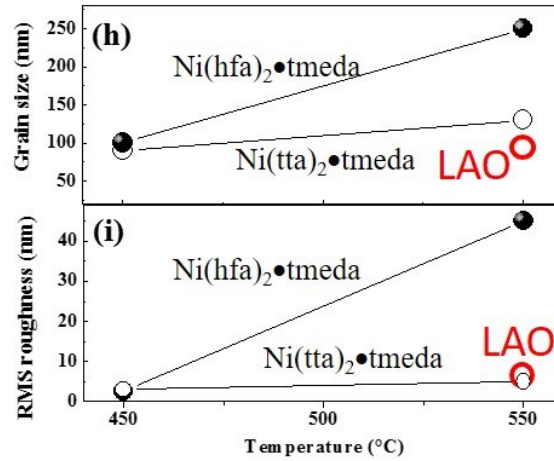 (h)
Grain size (nm)
250
200
150
100
50
Ni(hfa)₂•tmeda
Ni(tta)₂•tmeda
LAO
(i)
RMS roughness (nm)
40
30
20
10
0
Ni(hfa)₂•tmeda
LAO
Ni(tta)₂•tmeda
450
500
550
Temperature (°C)